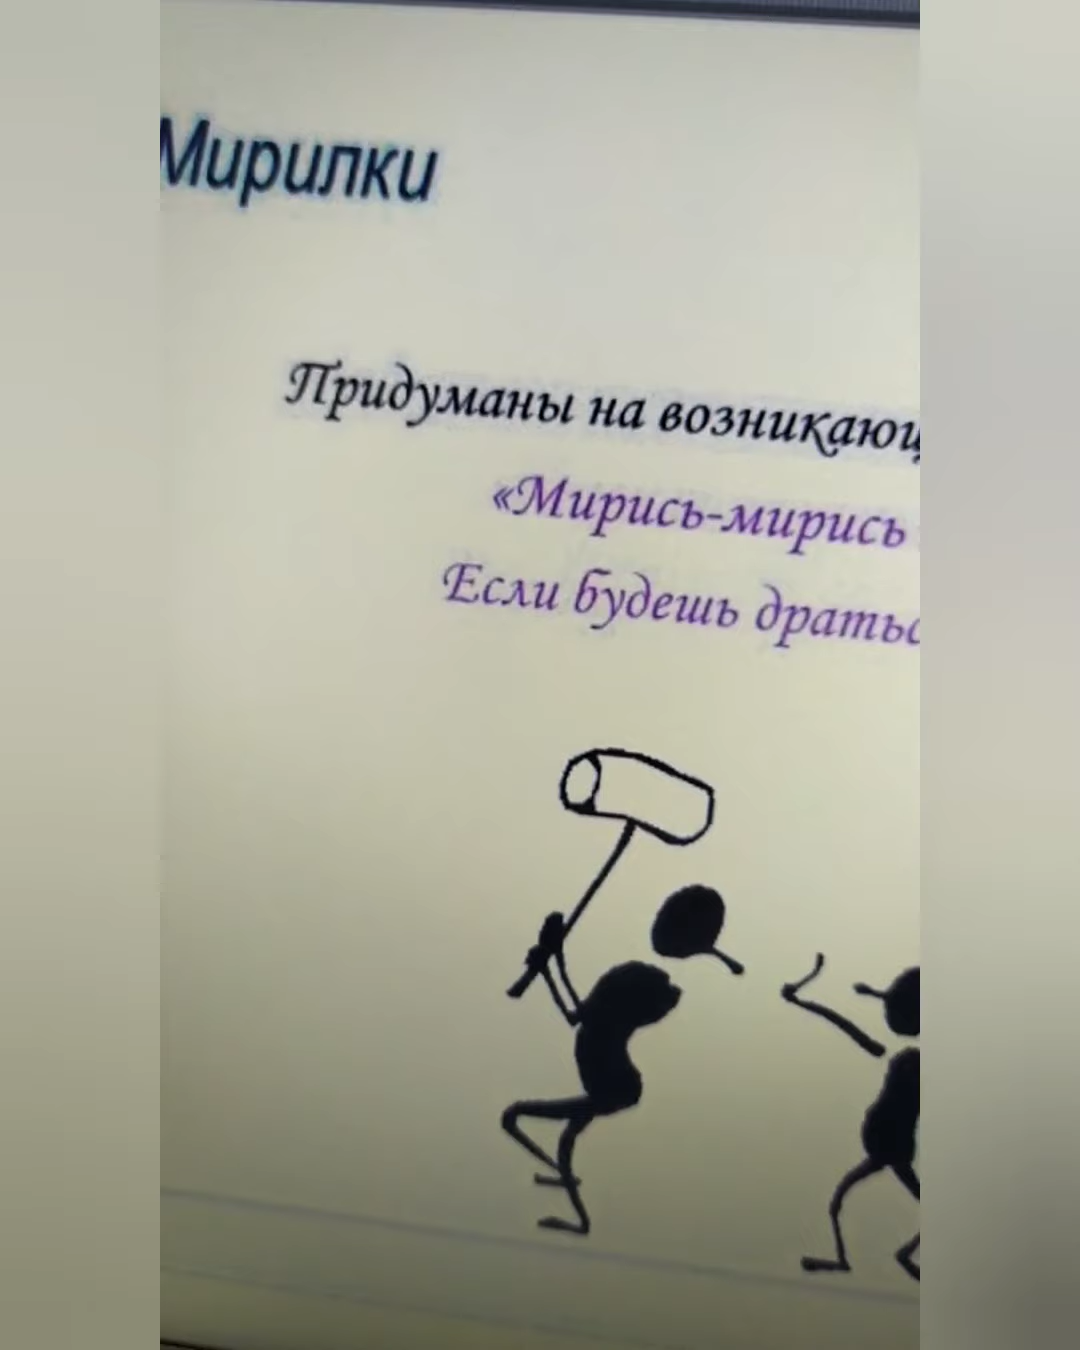 Мирилки
Придуманы на
«Мирись-мирись
Если будешь